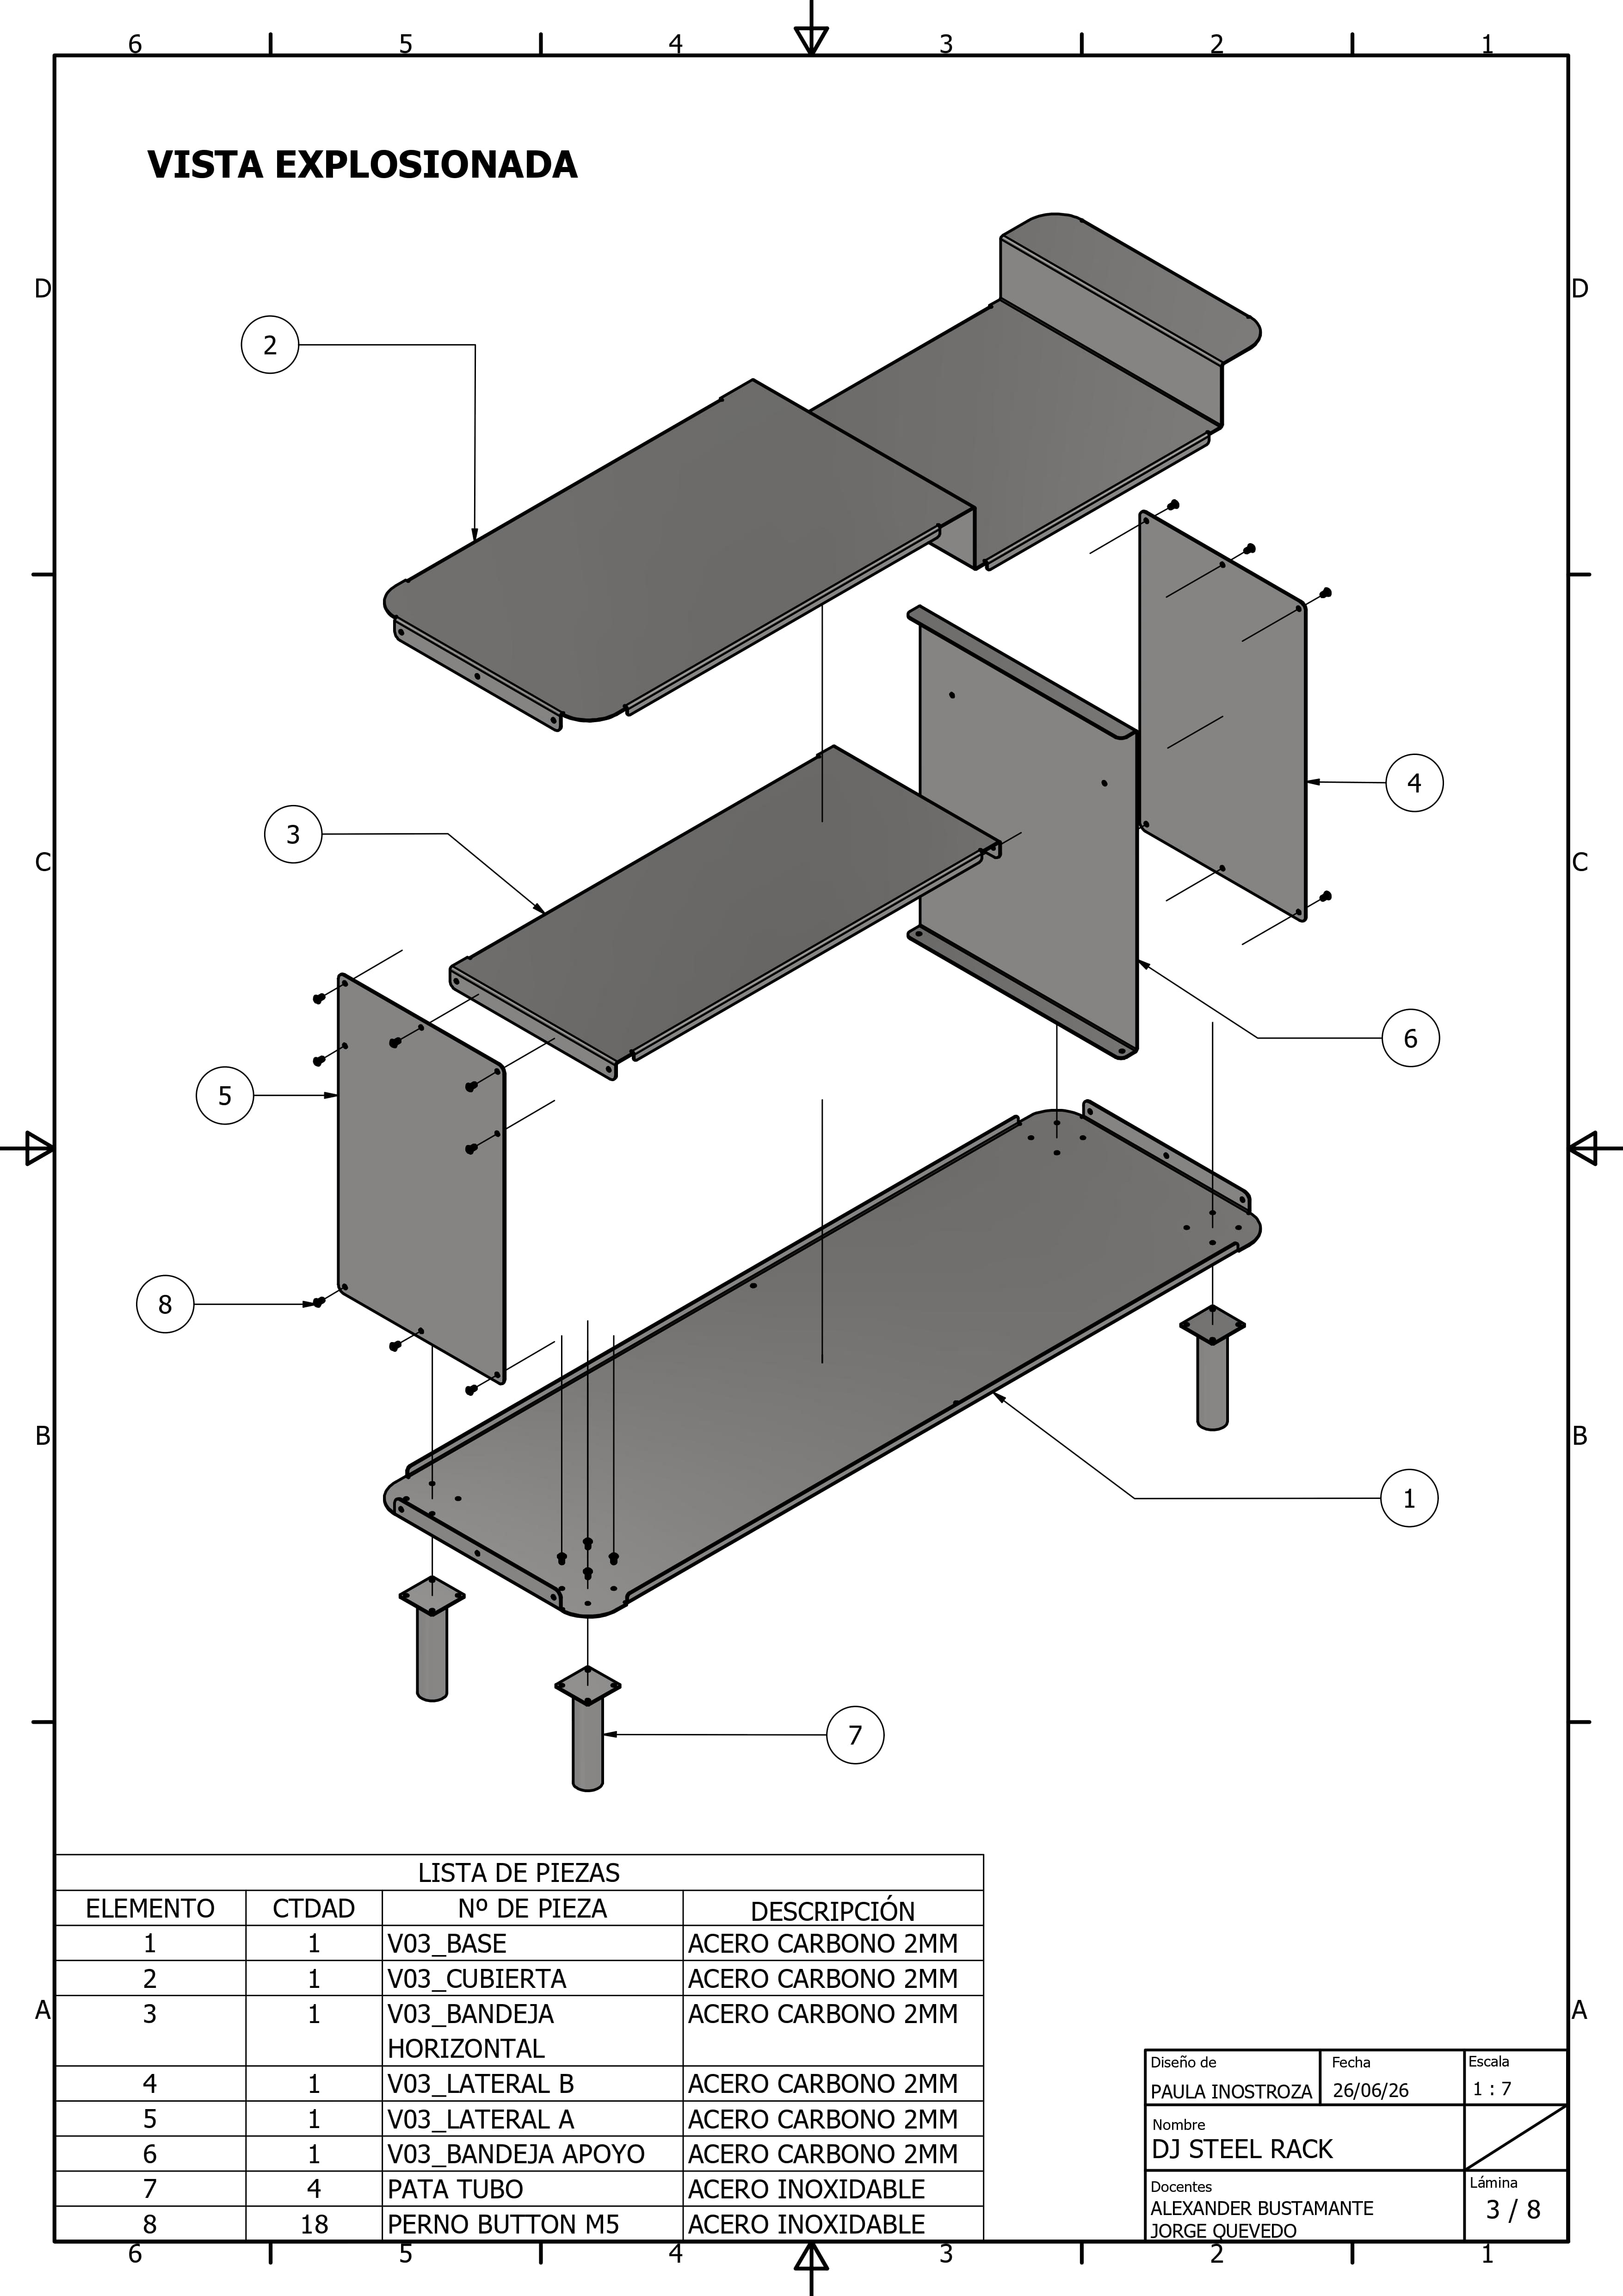 6 5 4 3 2 1
VISTA EXPLOSIONADA
D D
2
4
3
C C
6
5
8
B B
1
7
LISTA DE PIEZAS
ELEMENTO CTDAD Nº DE PIEZA DESCRIPCIÓN
1 1 V03_BASE ACERO CARBONO 2MM
2 1 V03_CUBIERTA ACERO CARBONO 2MM
3 1 V03_BANDEJA ACERO CARBONO 2MM
HORIZONTAL
4 1 V03_LATERAL B ACERO CARBONO 2MM
5 1 V03_LATERAL A ACERO CARBONO 2MM
6 1 V03_BANDEJA APOYO ACERO CARBONO 2MM
7 4 PATA TUBO ACERO INOXIDABLE
8 18 PERNO BUTTON M5 ACERO INOXIDABLE
A A
Diseño de Fecha Escala
PAULA INOSTROZA 26/06/26 1 : 7
Nombre
DJ STEEL RACK
Docentes Lámina
ALEXANDER BUSTAMANTE 3 / 8
JORGE QUEVEDO
6 5 4 3 2 1